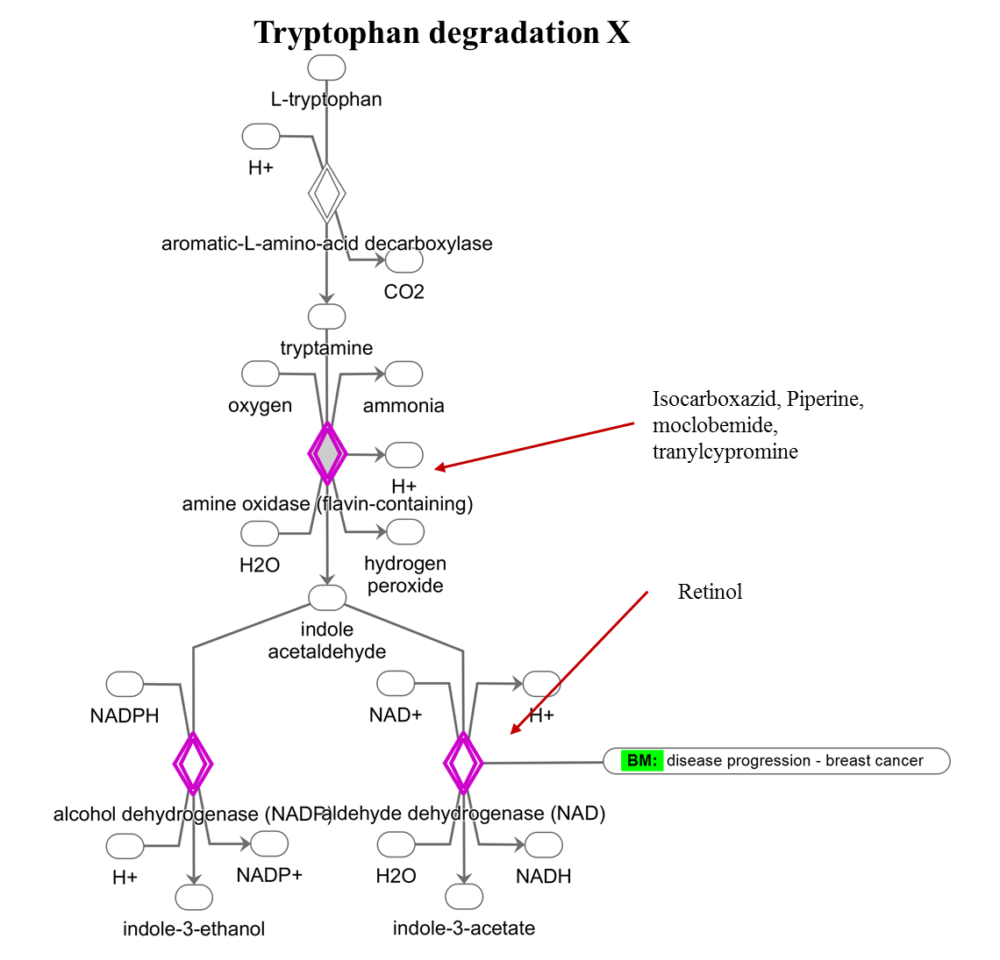 Tryptophan degradation X
L-tryptophan
H+
aromatic-L-amino-acid decarboxylase
CO2
tryptamine
oxygen
ammonia
Isocarboxazid, Piperine,
moclobemide,
tranylcypromine
H+
amine oxidase (flavin-containing)
H2O
hydrogen
peroxide
Retinol
indole
acetaldehyde
NADPH
NAD+
H+
BM: disease progression - breast cancer
alcohol dehydrogenase (NADP)
aldehyde dehydrogenase (NAD)
H+
NADP+
H2O
NADH
indole-3-ethanol
indole-3-acetate